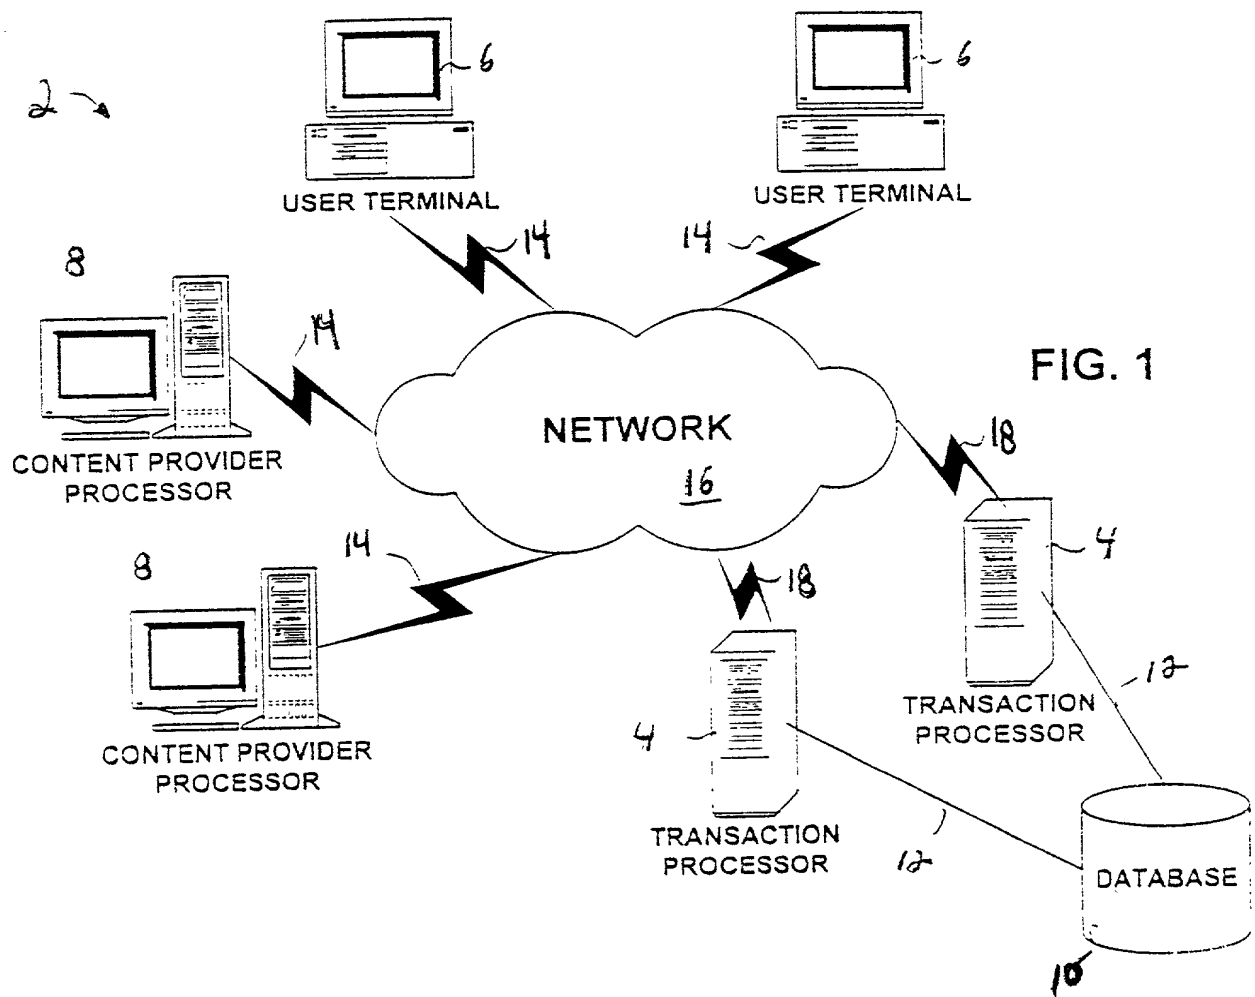 2
6
6
USER TERMINAL
USER TERMINAL
14
14
8
14
FIG. 1
NETWORK
16
CONTENT PROVIDER
PROCESSOR
18
4
14
8
18
12
TRANSACTION
PROCESSOR
4
CONTENT PROVIDER
PROCESSOR
TRANSACTION
PROCESSOR
12
DATABASE
10